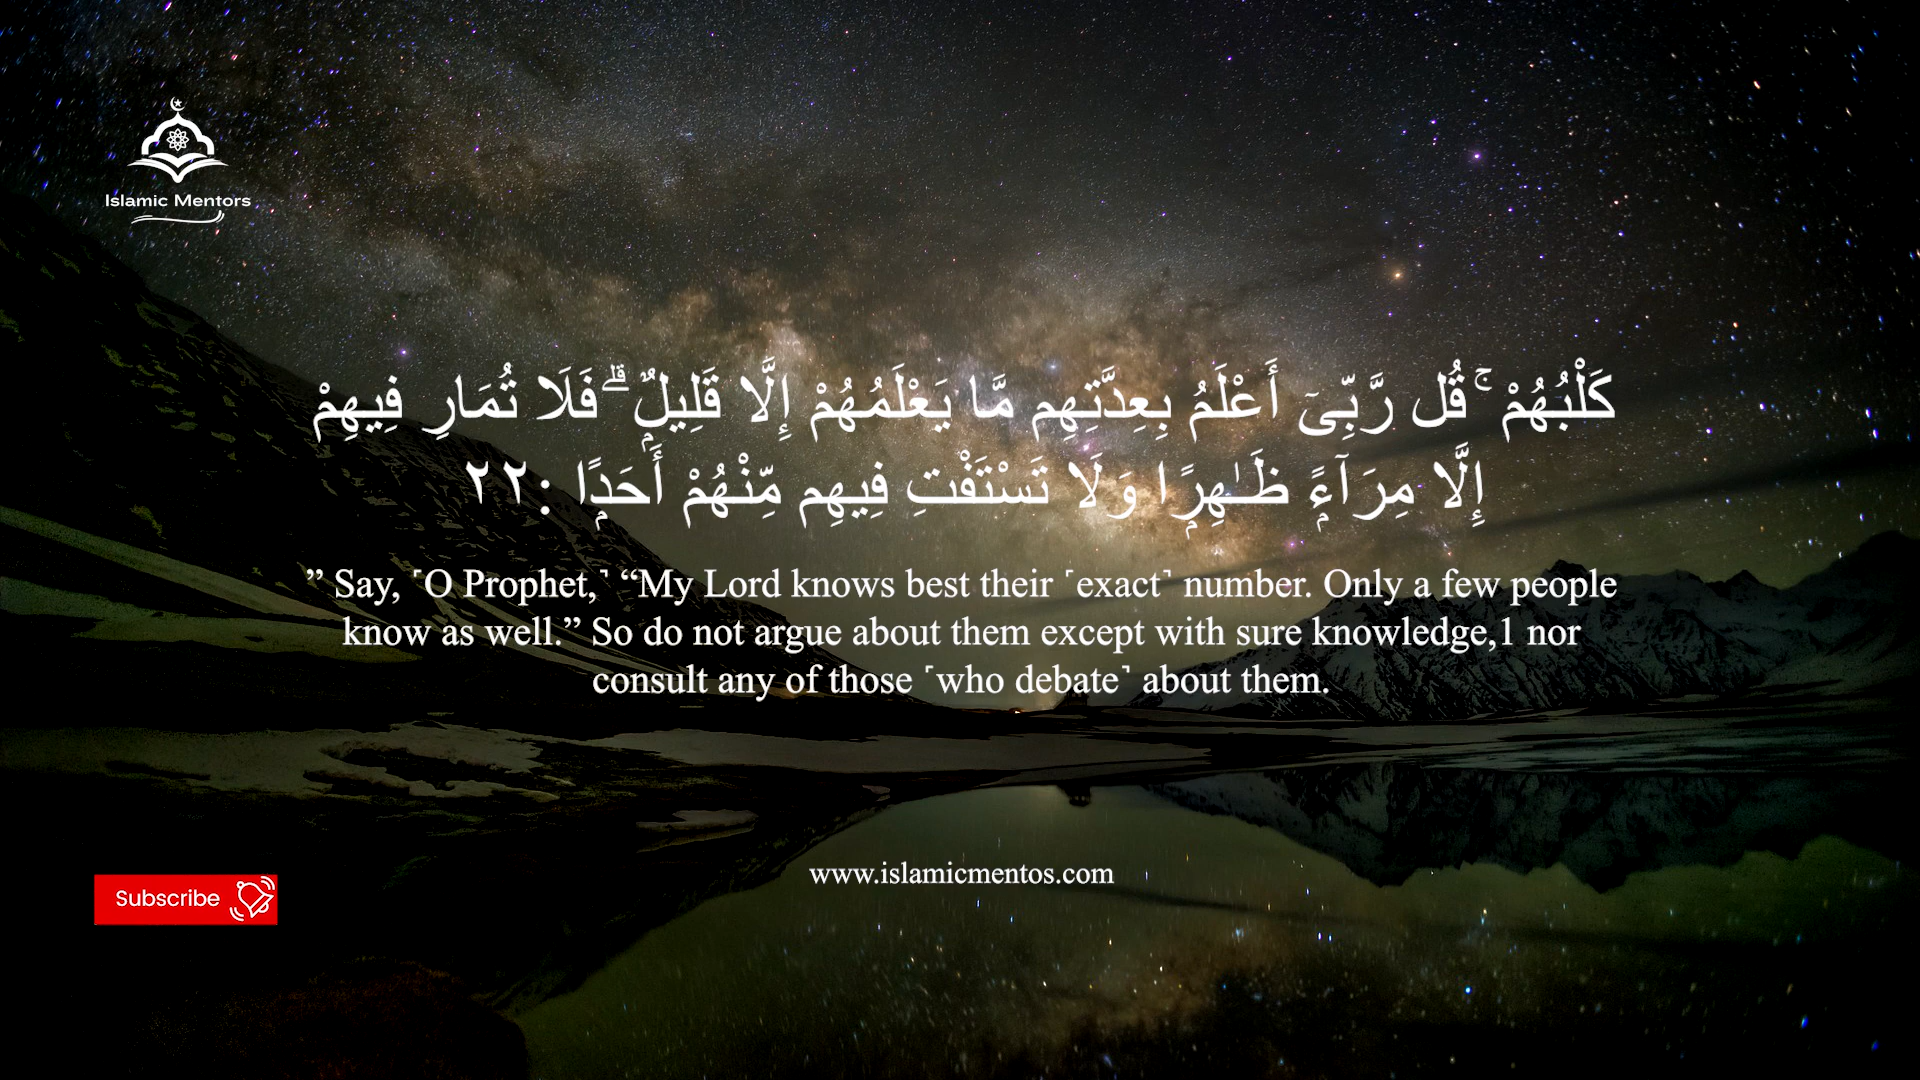 Islamic Mentors
كَلْبُهُمْ ۚ قُل رَّبِّىٓ أَعْلَمُ بِعِدَّتِهِم مَّا يَعْلَمُهُمْ إِلَّا قَلِيلٌۭ ۗ فَلَا تُمَارِ فِيهِمْ
إِلَّا مِرَآءًۭ ظَـٰهِرًۭا وَلَا تَسْتَفْتِ فِيهِم مِّنْهُمْ أَحَدًۭا :٢٢
” Say, ˹O Prophet,˺ “My Lord knows best their ˹exact˺ number. Only a few people
know as well.” So do not argue about them except with sure knowledge,1 nor
consult any of those ˹who debate˺ about them.
www.islamicmentos.com
Subscribe